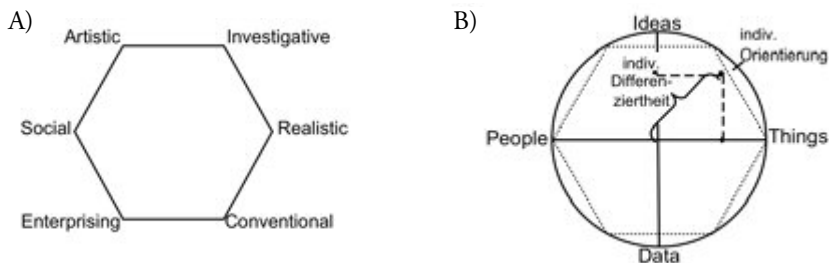 A)
Artistic
Investigative
Social
Realistic
Enterprising
Conventional
B)
Ideas
indiv.
Orientierung
indiv.
Differen-
ziertheit
People
Things
Data